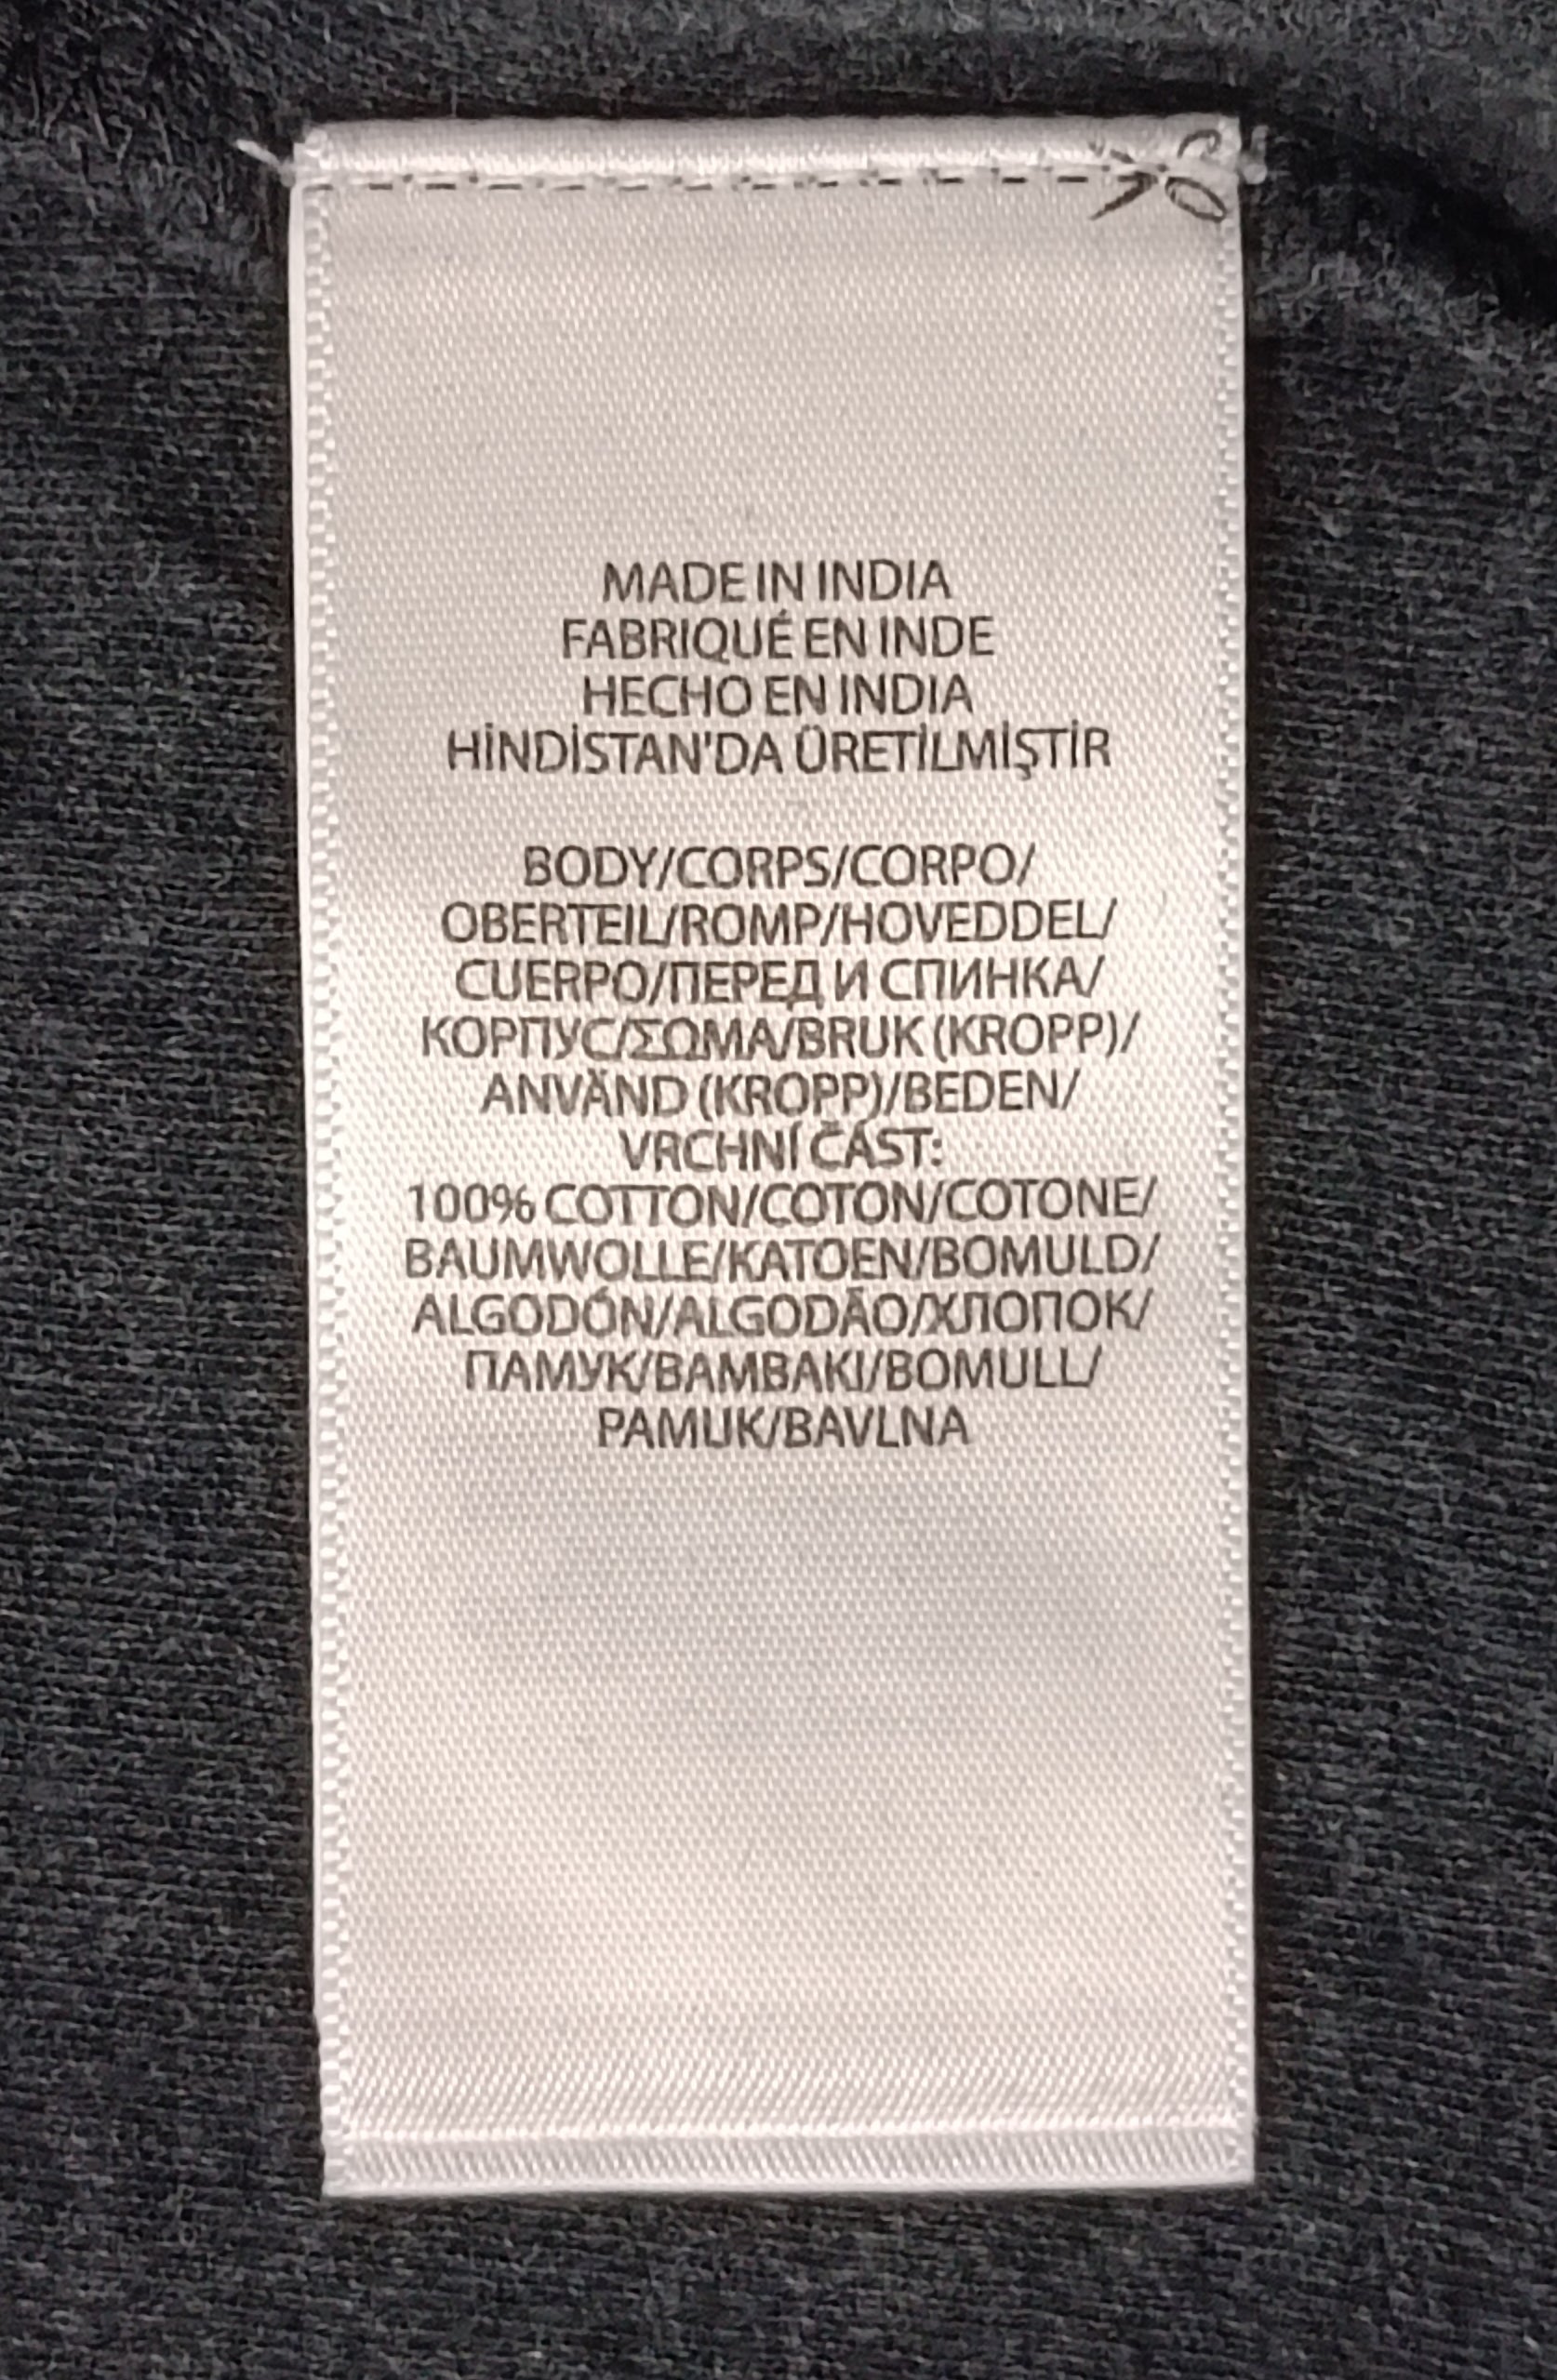 MADE IN INDIA
FABRIQUÉ EN INDE
HECHO EN INDIA
HİNDİSTAN'DA ÜRETİLMİŞTİR
BODY/CORPS/CORPO/
OBERTEIL/ROMP/HOVEDDEL/
CUERPO/ПЕРЕД И СПИНКА/
КОРПУС/ΣΩΜΑ/BRUK (KROPP)/
ANVÄND (KROPP)/BEDEN/
VRCHNÍ ČÁST:
100% COTTON/COTON/COTONE/
BAUMWOLLE/KATOEN/BOMULD/
ALGODÓN/ALGODÃO/ХЛОПОК/
ПАМУК/ΒΑΜΒΑΚΙ/BOMULL/
PAMUK/BAVLNA